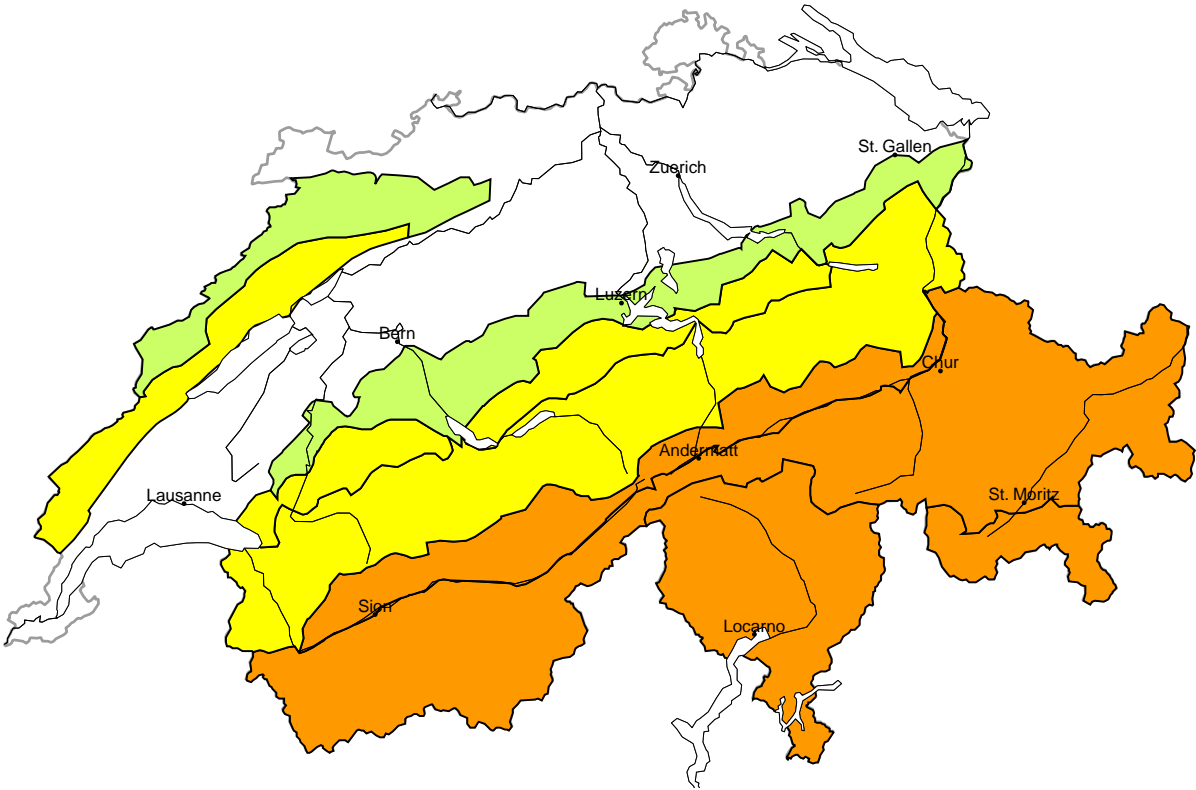 St. Gallen
Zuerich
Luzern
Bern
Chur
Andermatt
Lausanne
St. Moritz
Sion
Locarno